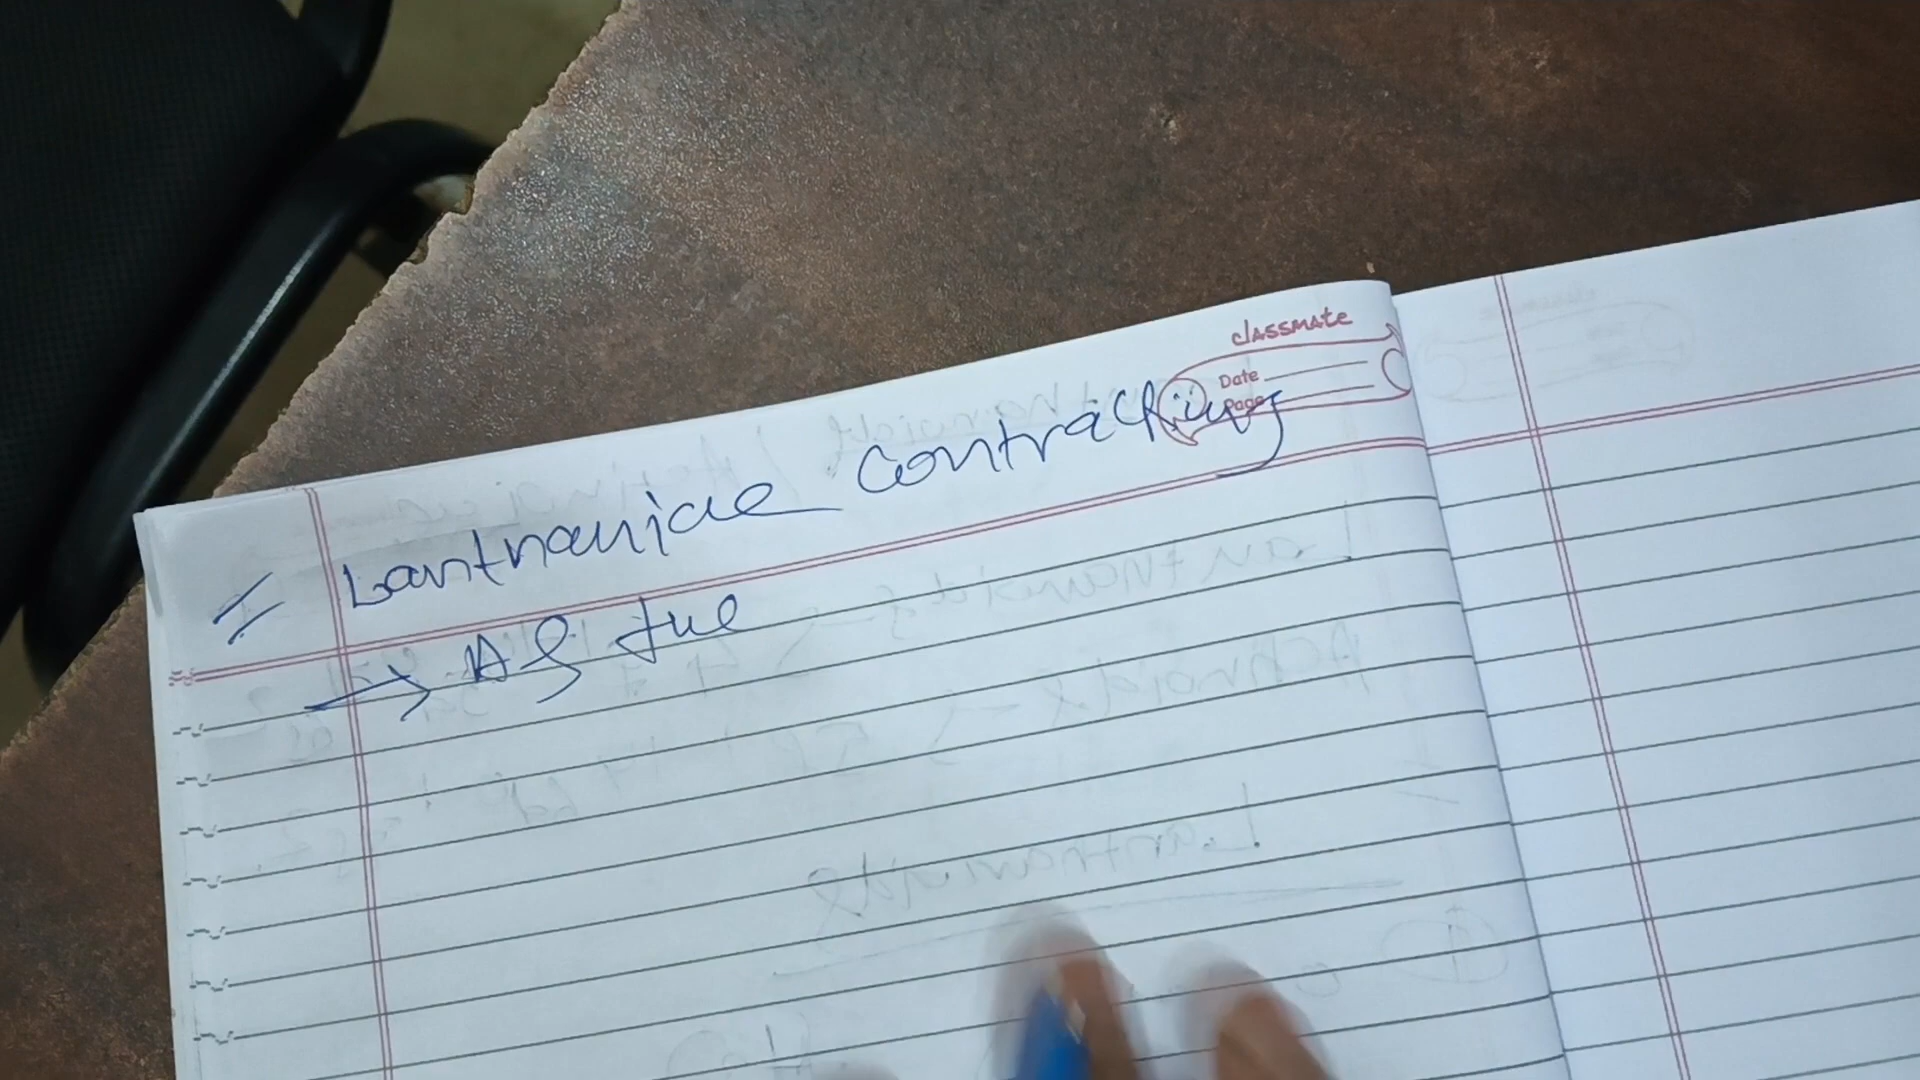 classmate
Date
Page
Lanthanide Contraction
→ As the